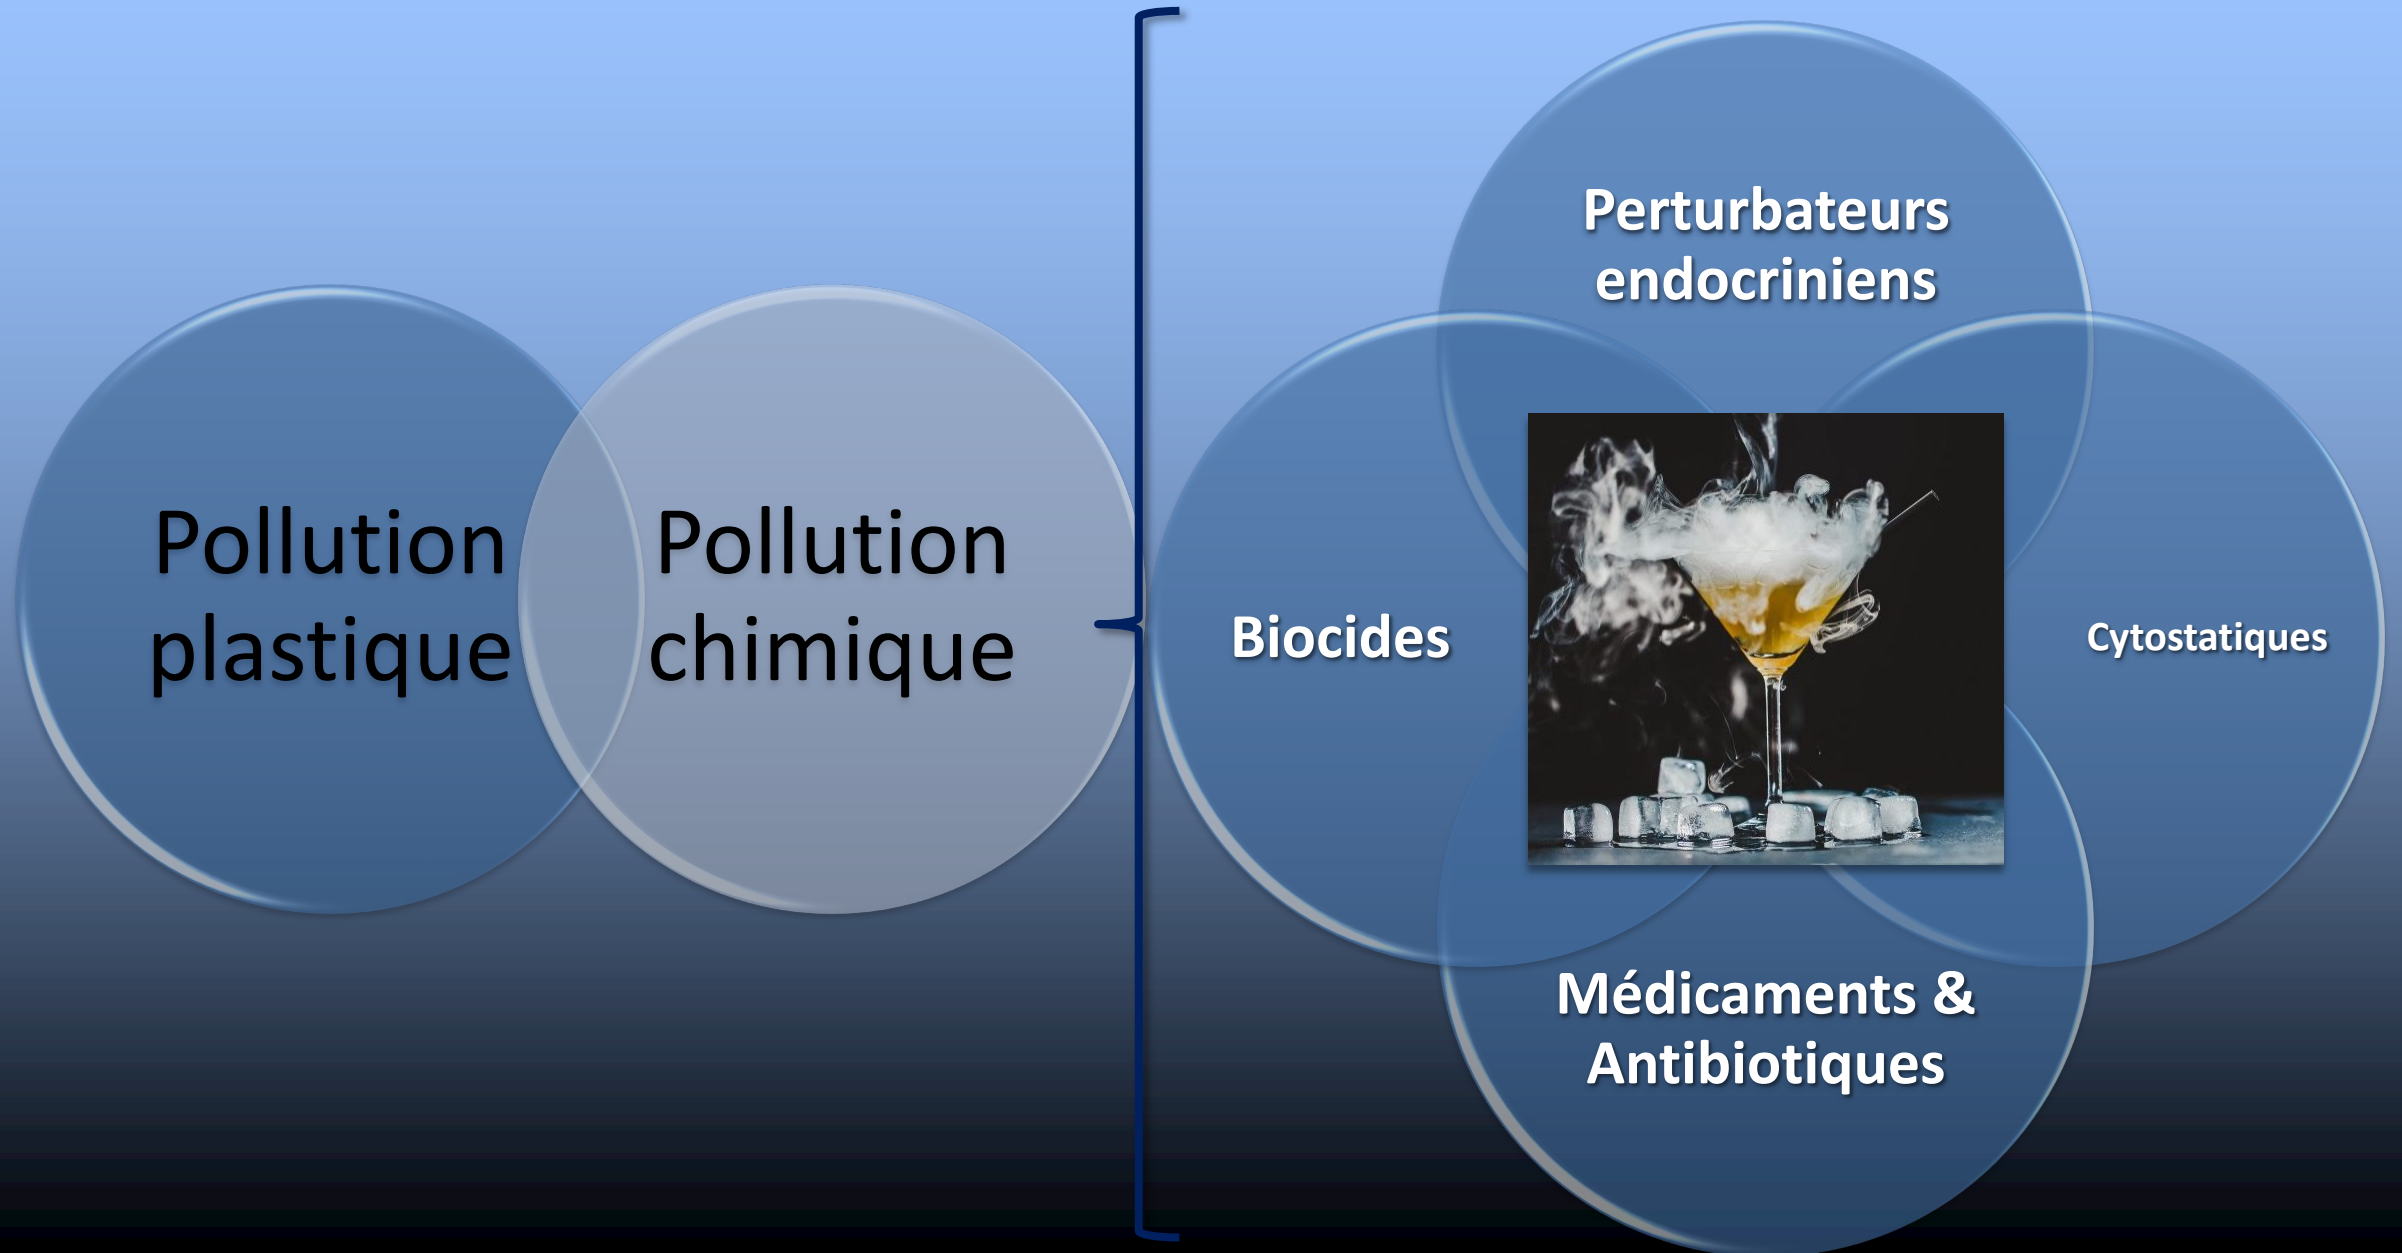 Pollution
plastique
Pollution
chimique
Perturbateurs
endocriniens
Biocides
Cytostatiques
Médicaments &
Antibiotiques